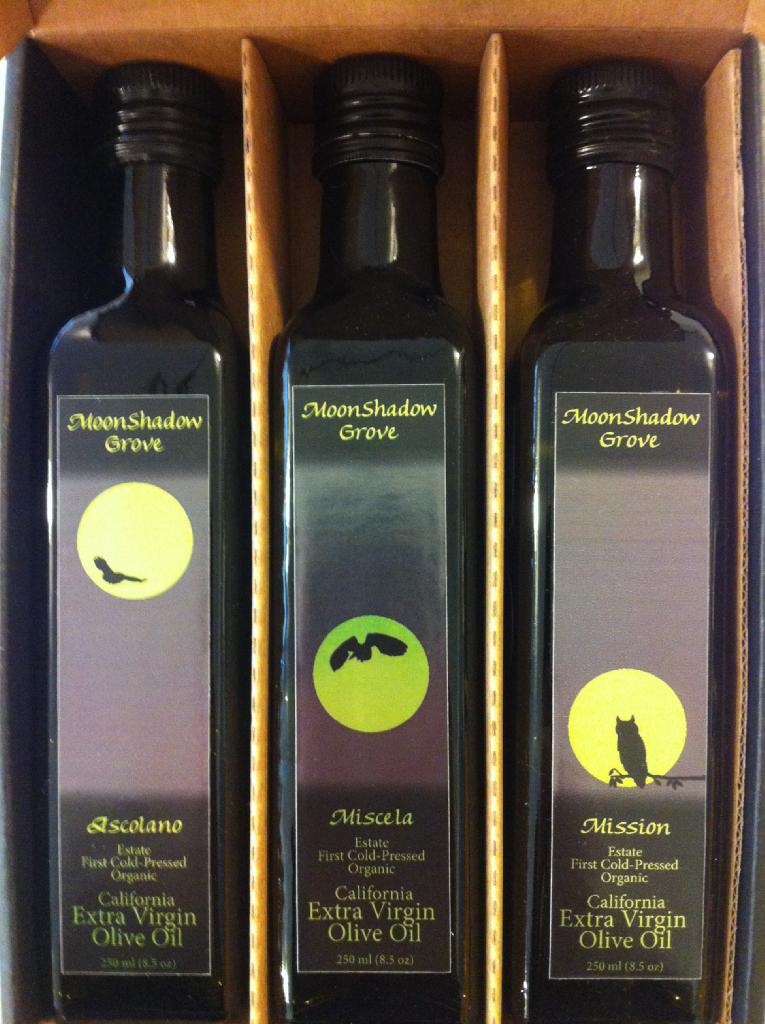 MoonShadow
Grove
Ascolano
Estate
First Cold-Pressed
Organic
California
Extra Virgin
Olive Oil
250 ml (8.5 oz)
MoonShadow
Grove
Miscela
Estate
First Cold-Pressed
Organic
California
Extra Virgin
Olive Oil
250 ml (8.5 oz)
MoonShadow
Grove
Mission
Estate
First Cold-Pressed
Organic
California
Extra Virgin
Olive Oil
250 ml (8.5 oz)